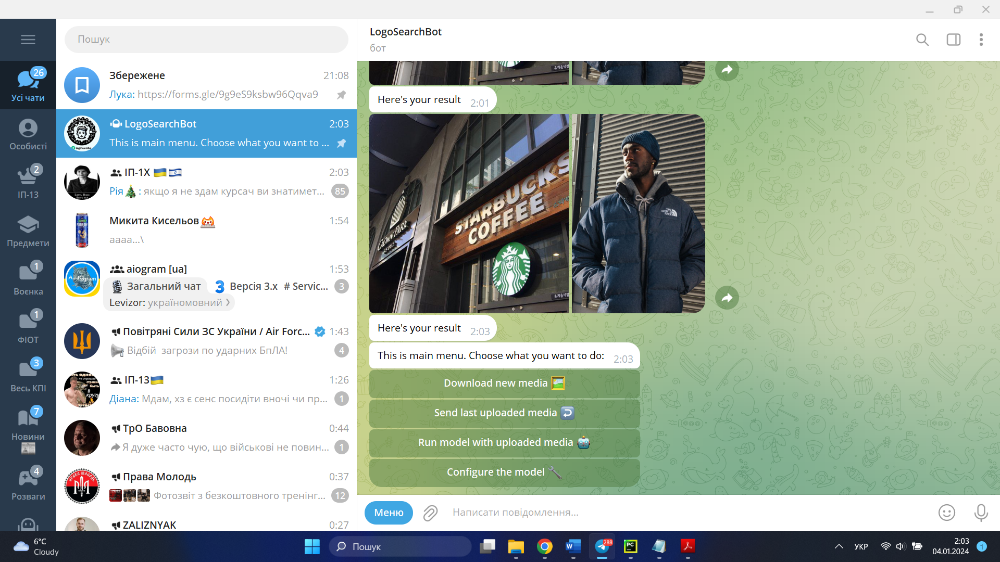 Пошук
LogoSearchBot
бот
26
Усі чати
Особисті
2
ІП-13
Предмети
1
Воєнка
1
ФІОТ
3
Весь КПІ
7
Новини
4
Розваги
Збережене 21:08
Лука: https://forms.gle/9g9eS9ksbw96Qqva9
LogoSearchBot 2:03
This is main menu. Choose what you want to ...
ІП-1Х 2:03
Рія🎄: якщо я не здам курсач ви знатимет... 85
Микита Кисельов 1:54
аааа...\
aiogram [ua] 1:53
Загальний чат 3 Версія 3.x # Servic... 3
Levizor: україномовний
Повітряні Сили ЗС України / Air Forc... 1:43
Відбій загрози по ударних БпЛА! 4
ІП-13 1:26
Діана: Мдам, хз є сенс посидіти вночі чи пр... 1
ТрО Бавовна 0:44
Я дуже часто чую, що військові не повин... 1
Права Молодь 0:37
Фотозвіт з безкоштовного тренінг... 12
ZALIZNYAK 0:27
Here's your result 2:01
CROWN PARK
SEOUL
STARBUCKS
COFFEE
THE
NORTH
FACE
Here's your result 2:03
This is main menu. Choose what you want to do: 2:03
Download new media
Send last uploaded media
Run model with uploaded media
Configure the model
Меню
Написати повідомлення...
6°C
Cloudy
Пошук
288
PC
УКР
2:03
04.01.2024
1